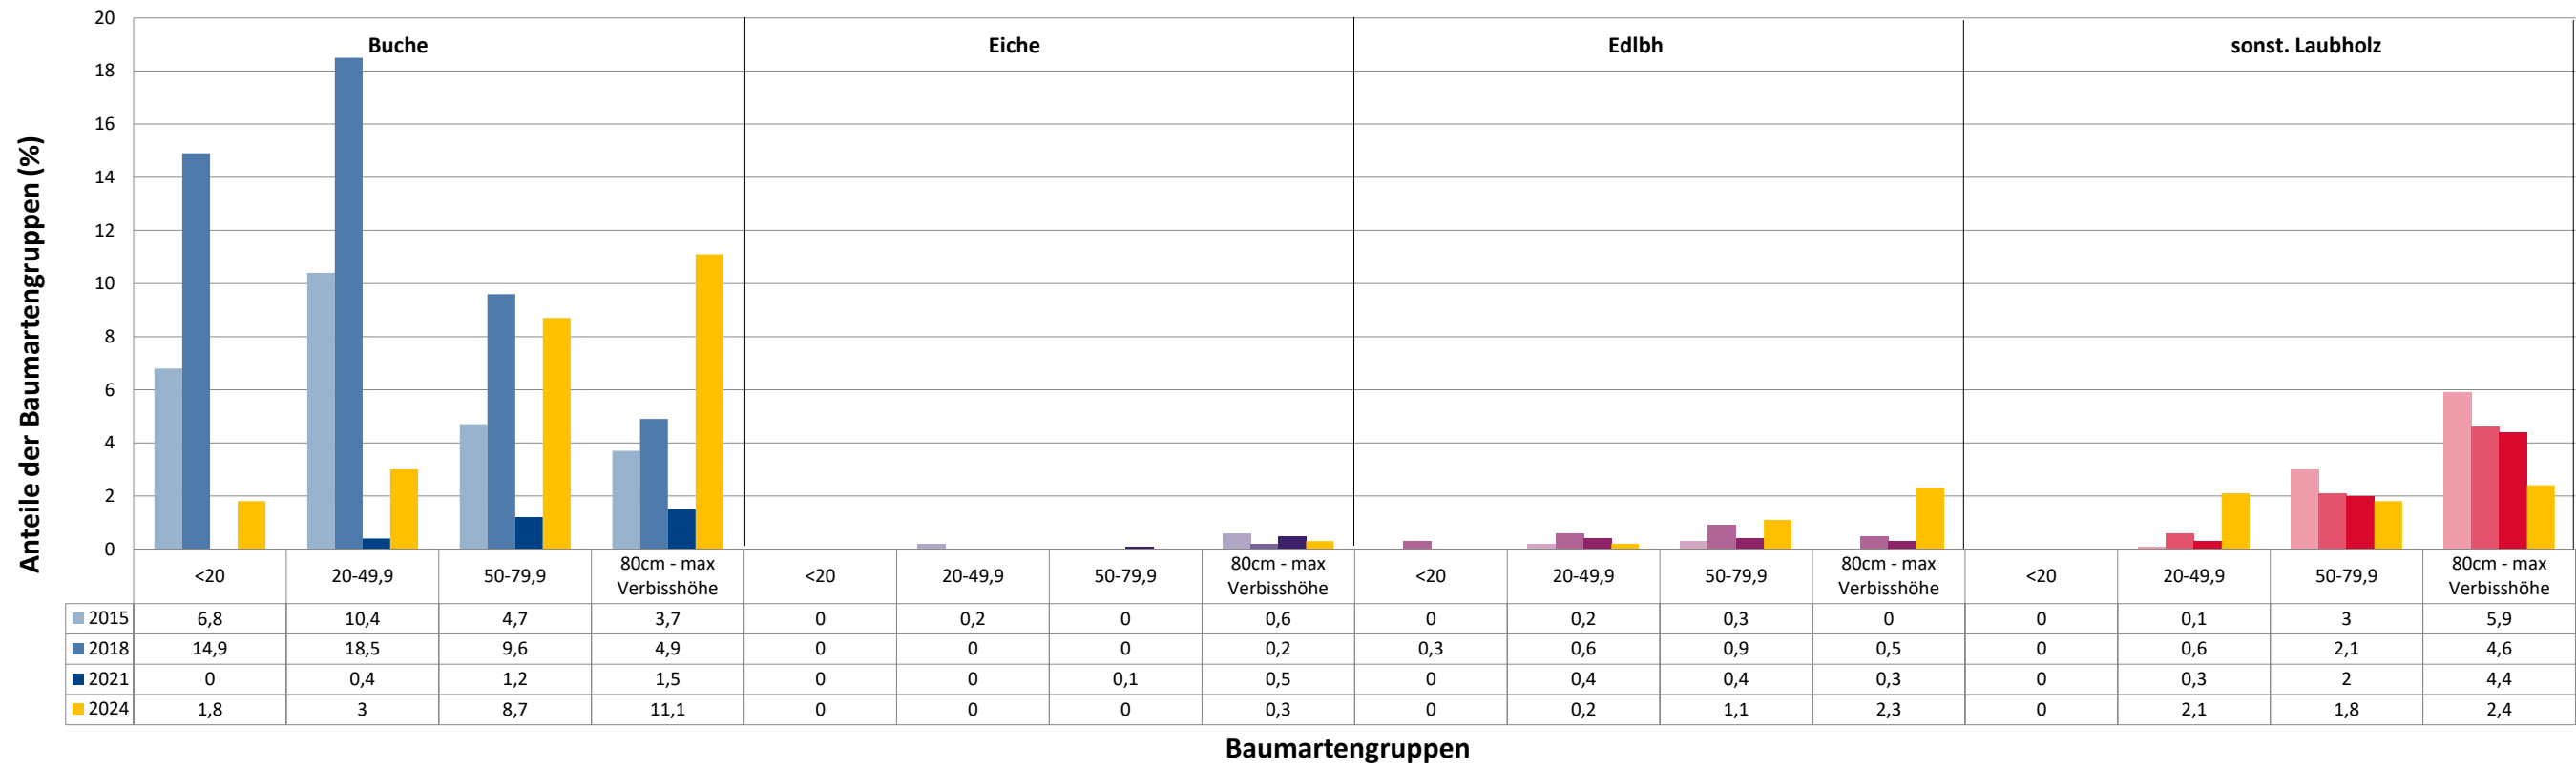 Anteile der Baumartengruppen (%)
20
18
16
14
12
10
8
6
4
2
0
Buche Eiche Edlbh sonst. Laubholz
<20 20-49,9 50-79,9 80cm - max Verbisshöhe <20 20-49,9 50-79,9 80cm - max Verbisshöhe <20 20-49,9 50-79,9 80cm - max Verbisshöhe <20 20-49,9 50-79,9 80cm - max Verbisshöhe
2015 6,8 10,4 4,7 3,7 0 0,2 0 0,6 0 0,2 0,3 0 0 0,1 3 5,9
2018 14,9 18,5 9,6 4,9 0 0 0 0,2 0,3 0,6 0,9 0,5 0 0,6 2,1 4,6
2021 0 0,4 1,2 1,5 0 0 0,1 0,5 0 0,4 0,4 0,3 0 0,3 2 4,4
2024 1,8 3 8,7 11,1 0 0 0 0,3 0 0,2 1,1 2,3 0 2,1 1,8 2,4
Baumartengruppen